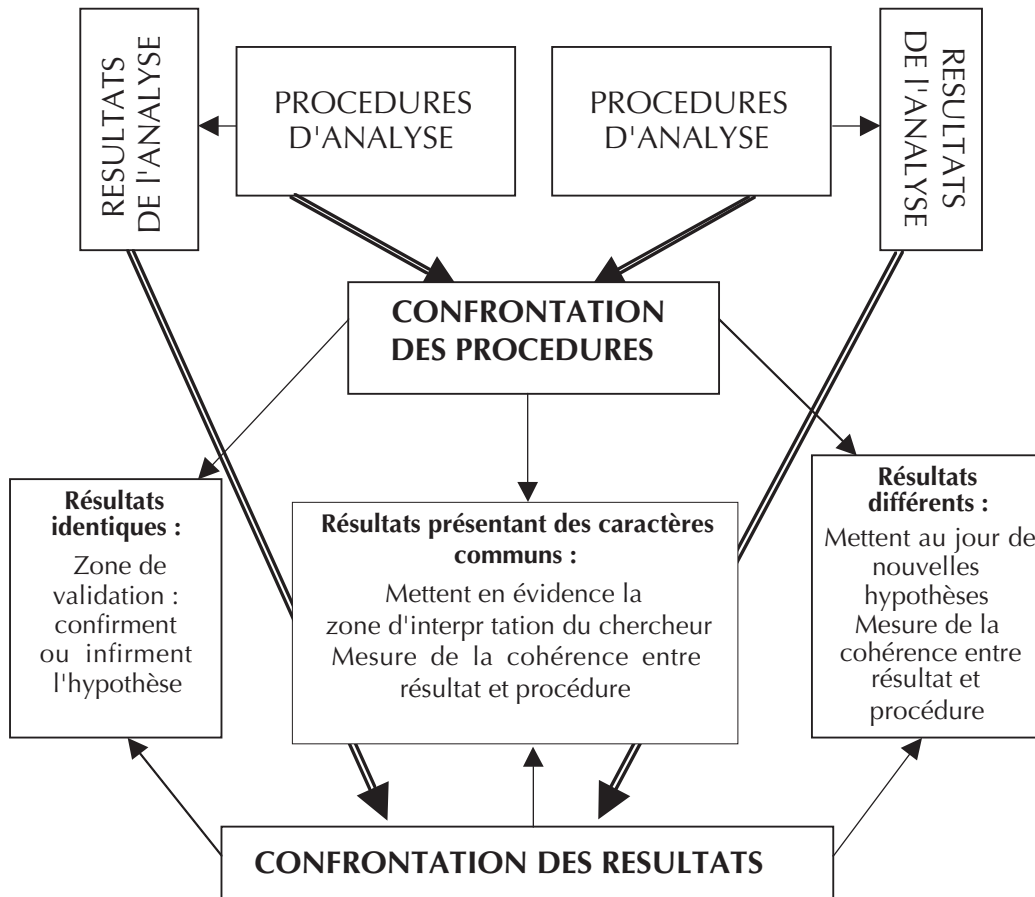 RESULTATS
DE l'ANALYSE
PROCEDURES
D'ANALYSE
PROCEDURES
D'ANALYSE
RESULTATS
DE l'ANALYSE
CONFRONTATION
DES PROCEDURES
Résultats
identiques :
Zone de
validation :
confirment
ou infirment
l'hypothèse
Résultats présentant des caractères
communs :
Mettent en évidence la
zone d'interpr tation du chercheur
Mesure de la cohérence entre
résultat et procédure
Résultats
différents :
Mettent au jour de
nouvelles
hypothèses
Mesure de la
cohérence entre
résultat et
procédure
CONFRONTATION DES RESULTATS